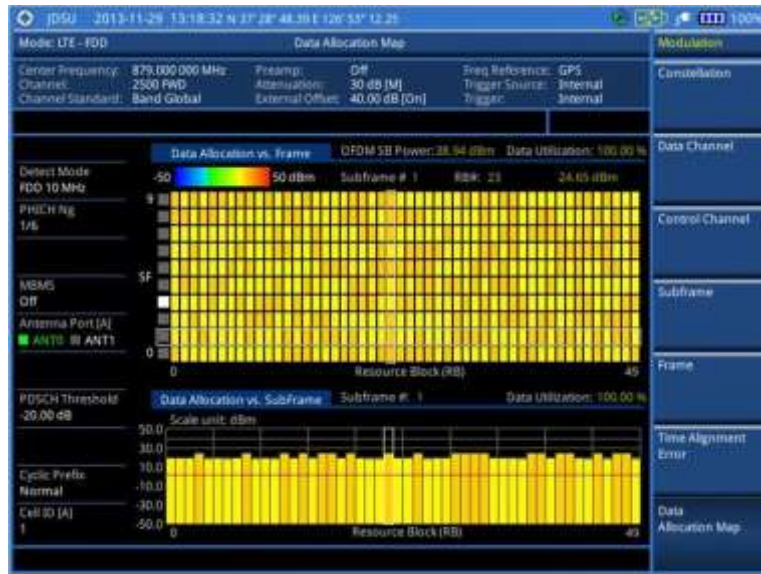 JDSU 2013-11-29 13:18:32 N 37° 28' 48.39 E 126° 53' 12.25 100%
Mode: LTE - FDD Data Allocation Map Modulation
Center Frequency: 879.000 000 MHz Preamp: Off Freq Reference: GPS
Channel: 2500 FWD Attenuation: 30 dB [M] Trigger Source: Internal
Channel Standard: Band Global External Offset: 40.00 dB [On] Trigger: Internal
Constellation
Data Channel
Control Channel
Subframe
Frame
Time Alignment
Error
Data
Allocation Map
Detect Mode
FDD 10 MHz
PHICH Ng
1/6
MBMS
Off
Antenna Port [A]
ANT0 ANT1
PDSCH Threshold
-20.00 dB
Cyclic Prefix
Normal
Cell ID [A]
1
Data Allocation vs. Frame OFDM SB Power: 38.94 dBm Data Utilization: 100.00 %
-50 50 dBm Subframe # 1 RB#: 23 24.65 dBm
9
SF
0
0 Resource Block (RB) 49
Data Allocation vs. SubFrame Subframe #: 1 Data Utilization: 100.00 %
Scale unit: dBm
50.0
30.0
10.0
-10.0
-30.0
-50.0
0 Resource Block (RB) 49